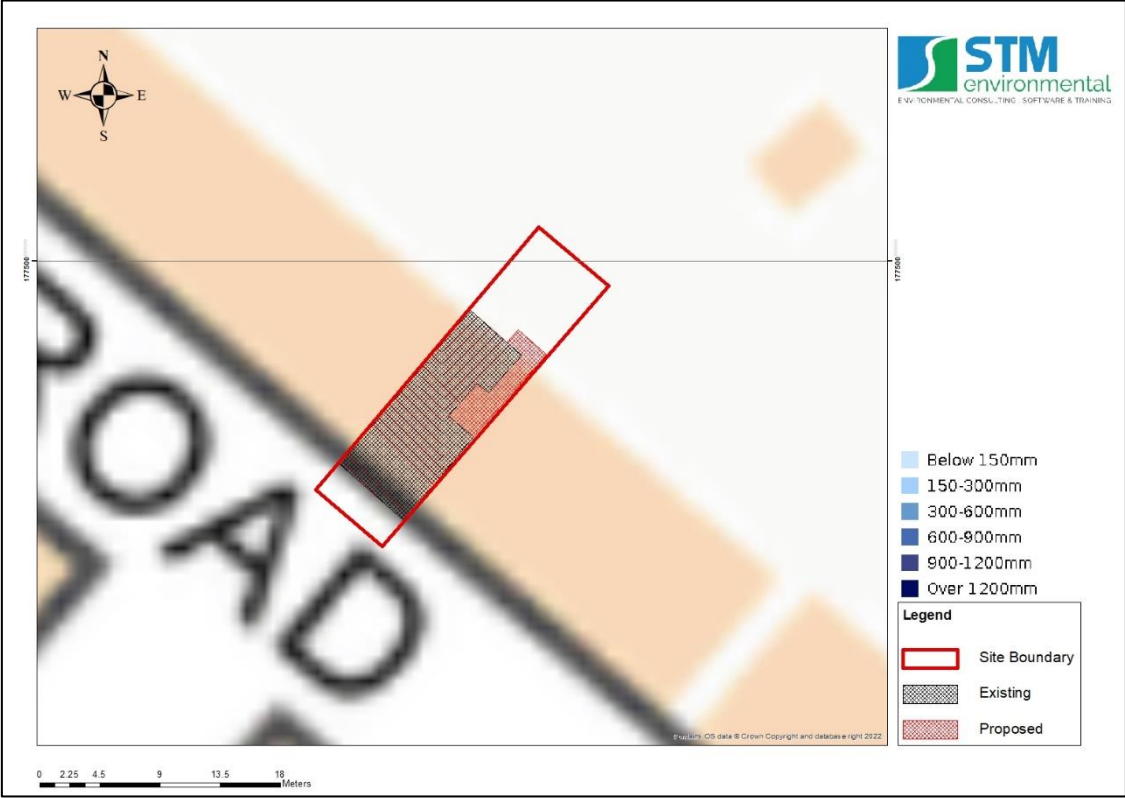 N
W E
S
STM
environmental
ENVIRONMENTAL CONSULTING . SOFTWARE & TRAINING
177500
177500
ROAD
Below 150mm
150-300mm
300-600mm
600-900mm
900-1200mm
Over 1200mm
Legend
Site Boundary
Existing
Proposed
OS data © Crown Copyright and database right 2022
0 2.25 4.5 9 13.5 18
Meters